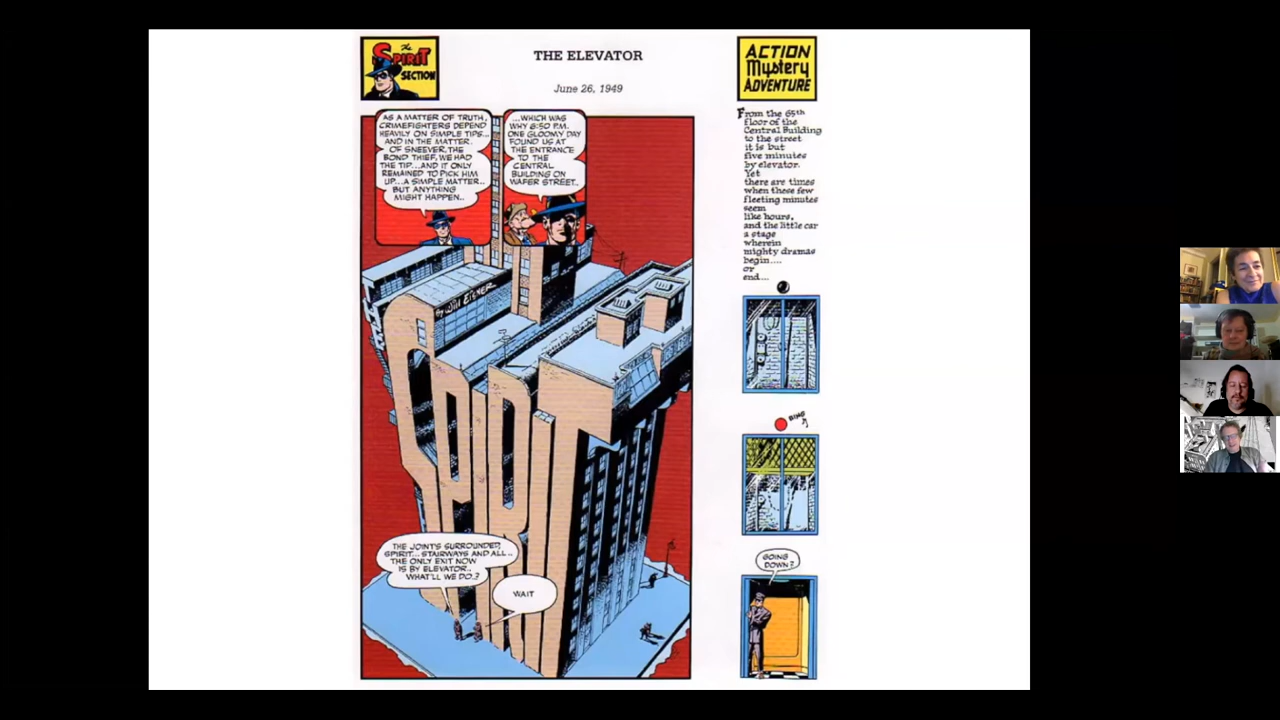 The
SPIRIT
SECTION
THE ELEVATOR
June 26, 1949
ACTION
Mystery
ADVENTURE
AS A MATTER OF TRUTH,
CRIMEFIGHTERS DEPEND
HEAVILY ON SIMPLE TIPS...
AND IN THE MATTER
OF SNEEVER, THE
BOND THIEF, WE HAD
THE TIP...AND IT ONLY
REMAINED TO PICK HIM
UP...A SIMPLE MATTER..
BUT ANYTHING
MIGHT HAPPEN..
...WHICH WAS
WHY 6:50 P.M.
ONE GLOOMY DAY
FOUND US AT
THE ENTRANCE
TO THE
CENTRAL
BUILDING ON
WAFER STREET..
By Will Eisner
SPIRIT
THE JOINT'S SURROUNDED,
SPIRIT... STAIRWAYS AND ALL..
THE ONLY EXIT NOW
IS BY ELEVATOR..
WHAT'LL WE DO..?
WAIT
From the 65th
floor of the
Central Building
to the street
it is but
five minutes
by elevator.
Yet
there are times
when these few
fleeting minutes
seem
like hours,
and the little car
a stage
wherein
mighty dramas
begin....
or
end...
BING
GOING
DOWN?